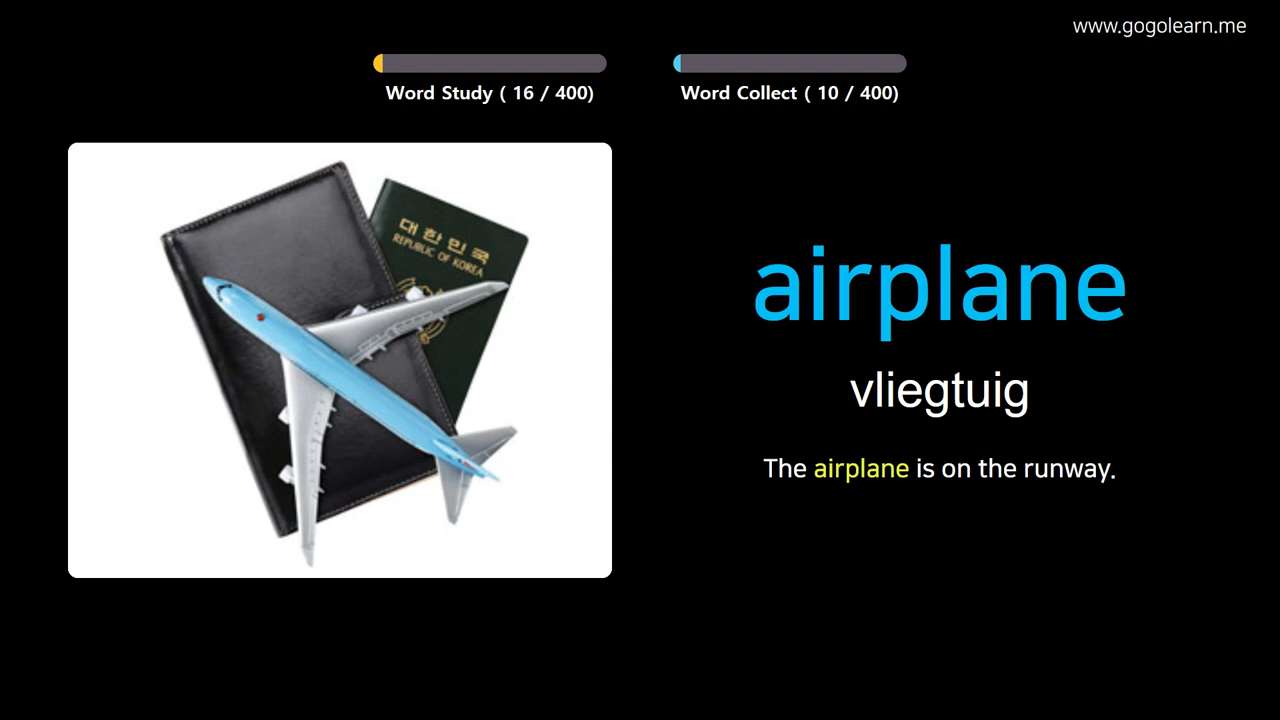 www.gogolearn.me
Word Study ( 16 / 400)
Word Collect ( 10 / 400)
대한민국
REPUBLIC OF KOREA
airplane
vliegtuig
The airplane is on the runway.